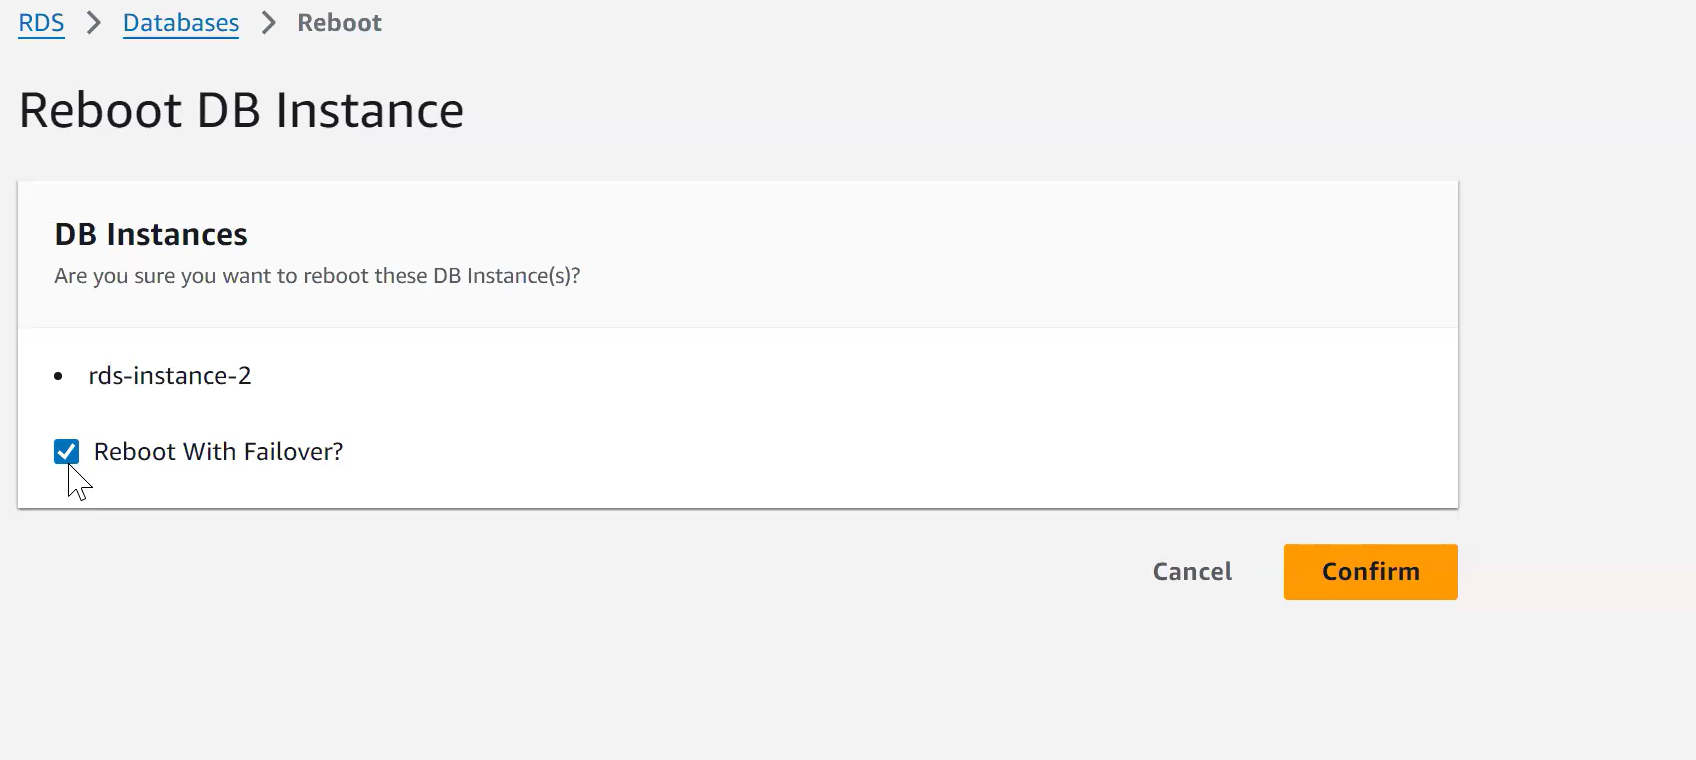 RDS > Databases > Reboot
Reboot DB Instance
DB Instances
Are you sure you want to reboot these DB Instance(s)?
• rds-instance-2
Reboot With Failover?
Cancel Confirm